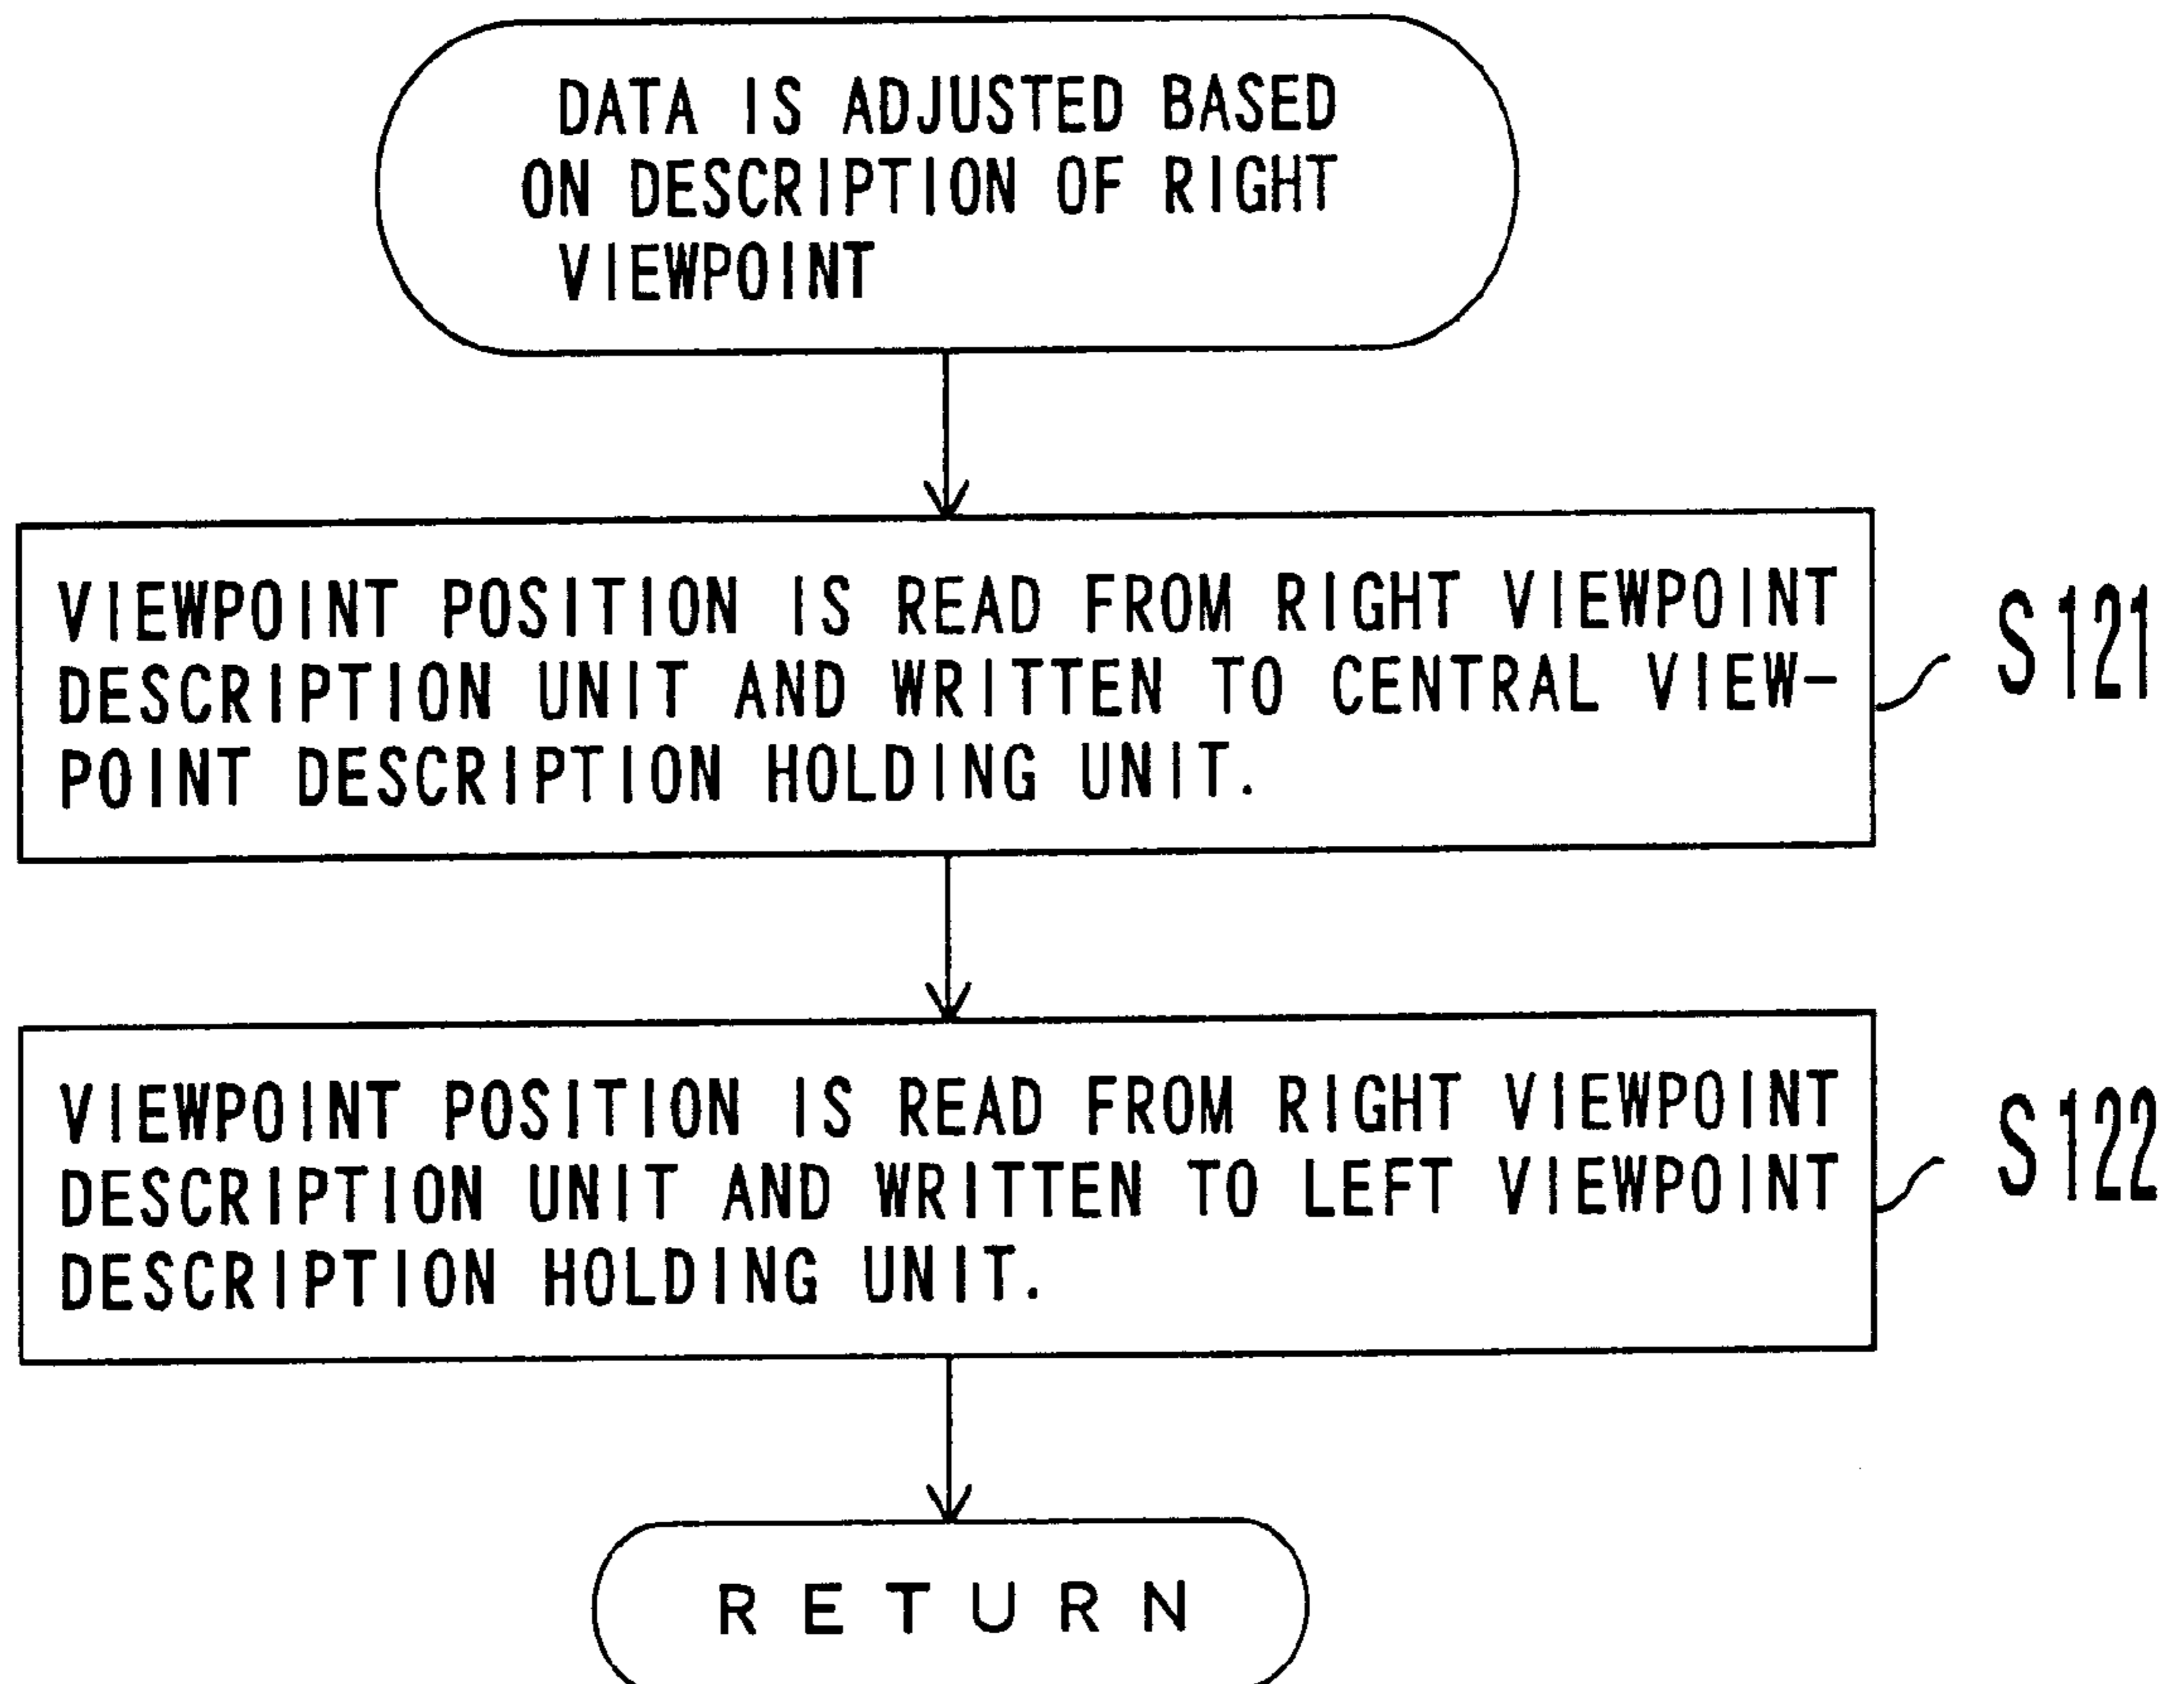 DATA IS ADJUSTED BASED
ON DESCRIPTION OF RIGHT
VIEWPOINT
VIEWPOINT POSITION IS READ FROM RIGHT VIEWPOINT
DESCRIPTION UNIT AND WRITTEN TO CENTRAL VIEW-
POINT DESCRIPTION HOLDING UNIT.
S121
VIEWPOINT POSITION IS READ FROM RIGHT VIEWPOINT
DESCRIPTION UNIT AND WRITTEN TO LEFT VIEWPOINT
DESCRIPTION HOLDING UNIT.
S122
RETURN